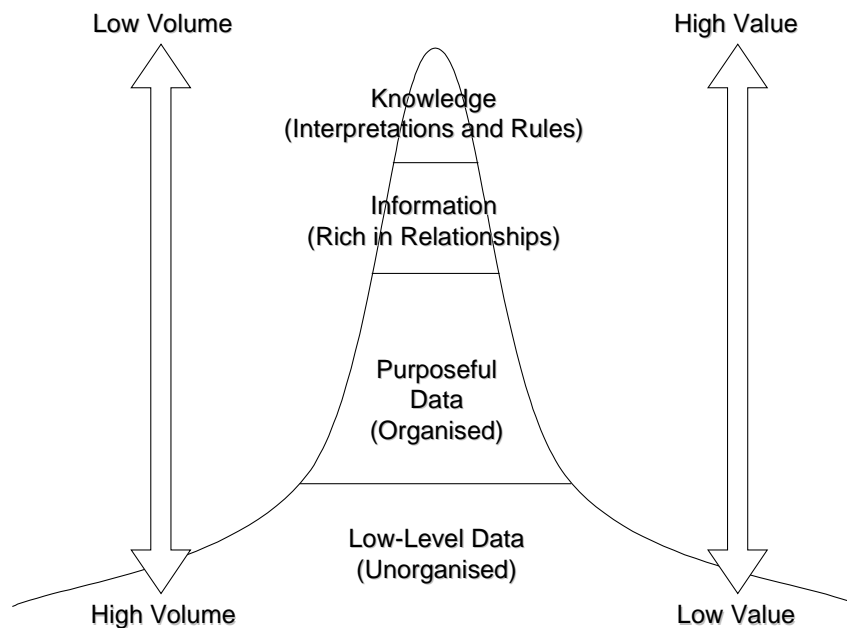 Low Volume
High Value
Knowledge
(Interpretations and Rules)
Information
(Rich in Relationships)
Purposeful
Data
(Organised)
Low-Level Data
(Unorganised)
High Volume
Low Value